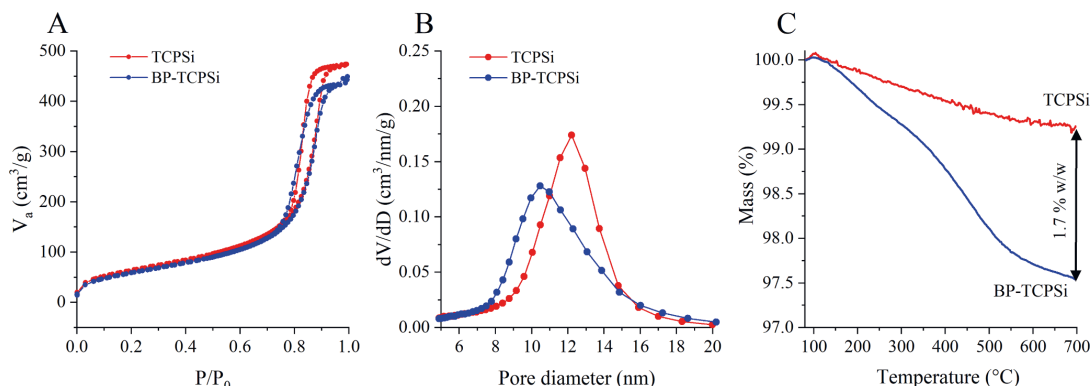 A
TCPSi
BP-TCPSi
V_a (cm³/g)
500
400
300
200
100
0
0.0 0.2 0.4 0.6 0.8 1.0
P/P₀
B
TCPSi
BP-TCPSi
dV/dD (cm³/nm/g)
0.25
0.20
0.15
0.10
0.05
0.00
6 8 10 12 14 16 18 20
Pore diameter (nm)
C
Mass (%)
100.0
99.5
99.0
98.5
98.0
97.5
97.0
TCPSi
1.7 % w/w
BP-TCPSi
100 200 300 400 500 600 700
Temperature (°C)